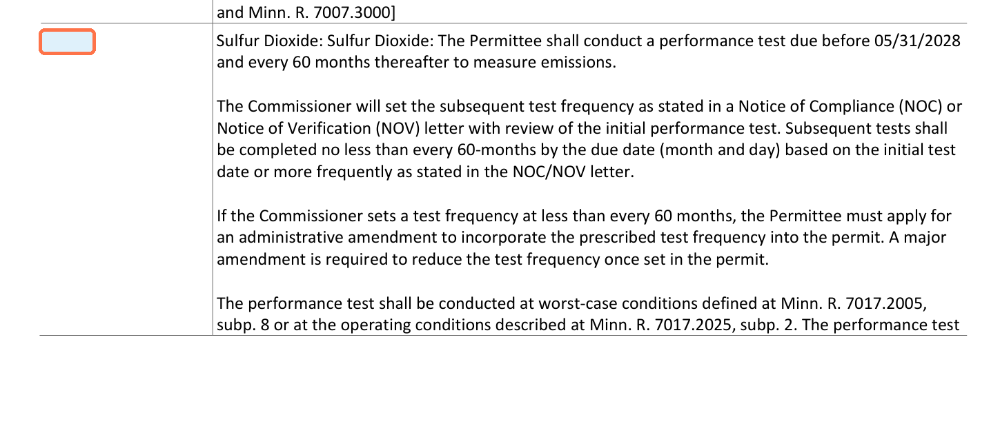 and Minn. R. 7007.3000]
Sulfur Dioxide: Sulfur Dioxide: The Permittee shall conduct a performance test due before 05/31/2028
and every 60 months thereafter to measure emissions.
The Commissioner will set the subsequent test frequency as stated in a Notice of Compliance (NOC) or
Notice of Verification (NOV) letter with review of the initial performance test. Subsequent tests shall
be completed no less than every 60-months by the due date (month and day) based on the initial test
date or more frequently as stated in the NOC/NOV letter.
If the Commissioner sets a test frequency at less than every 60 months, the Permittee must apply for
an administrative amendment to incorporate the prescribed test frequency into the permit. A major
amendment is required to reduce the test frequency once set in the permit.
The performance test shall be conducted at worst-case conditions defined at Minn. R. 7017.2005,
subp. 8 or at the operating conditions described at Minn. R. 7017.2025, subp. 2. The performance test